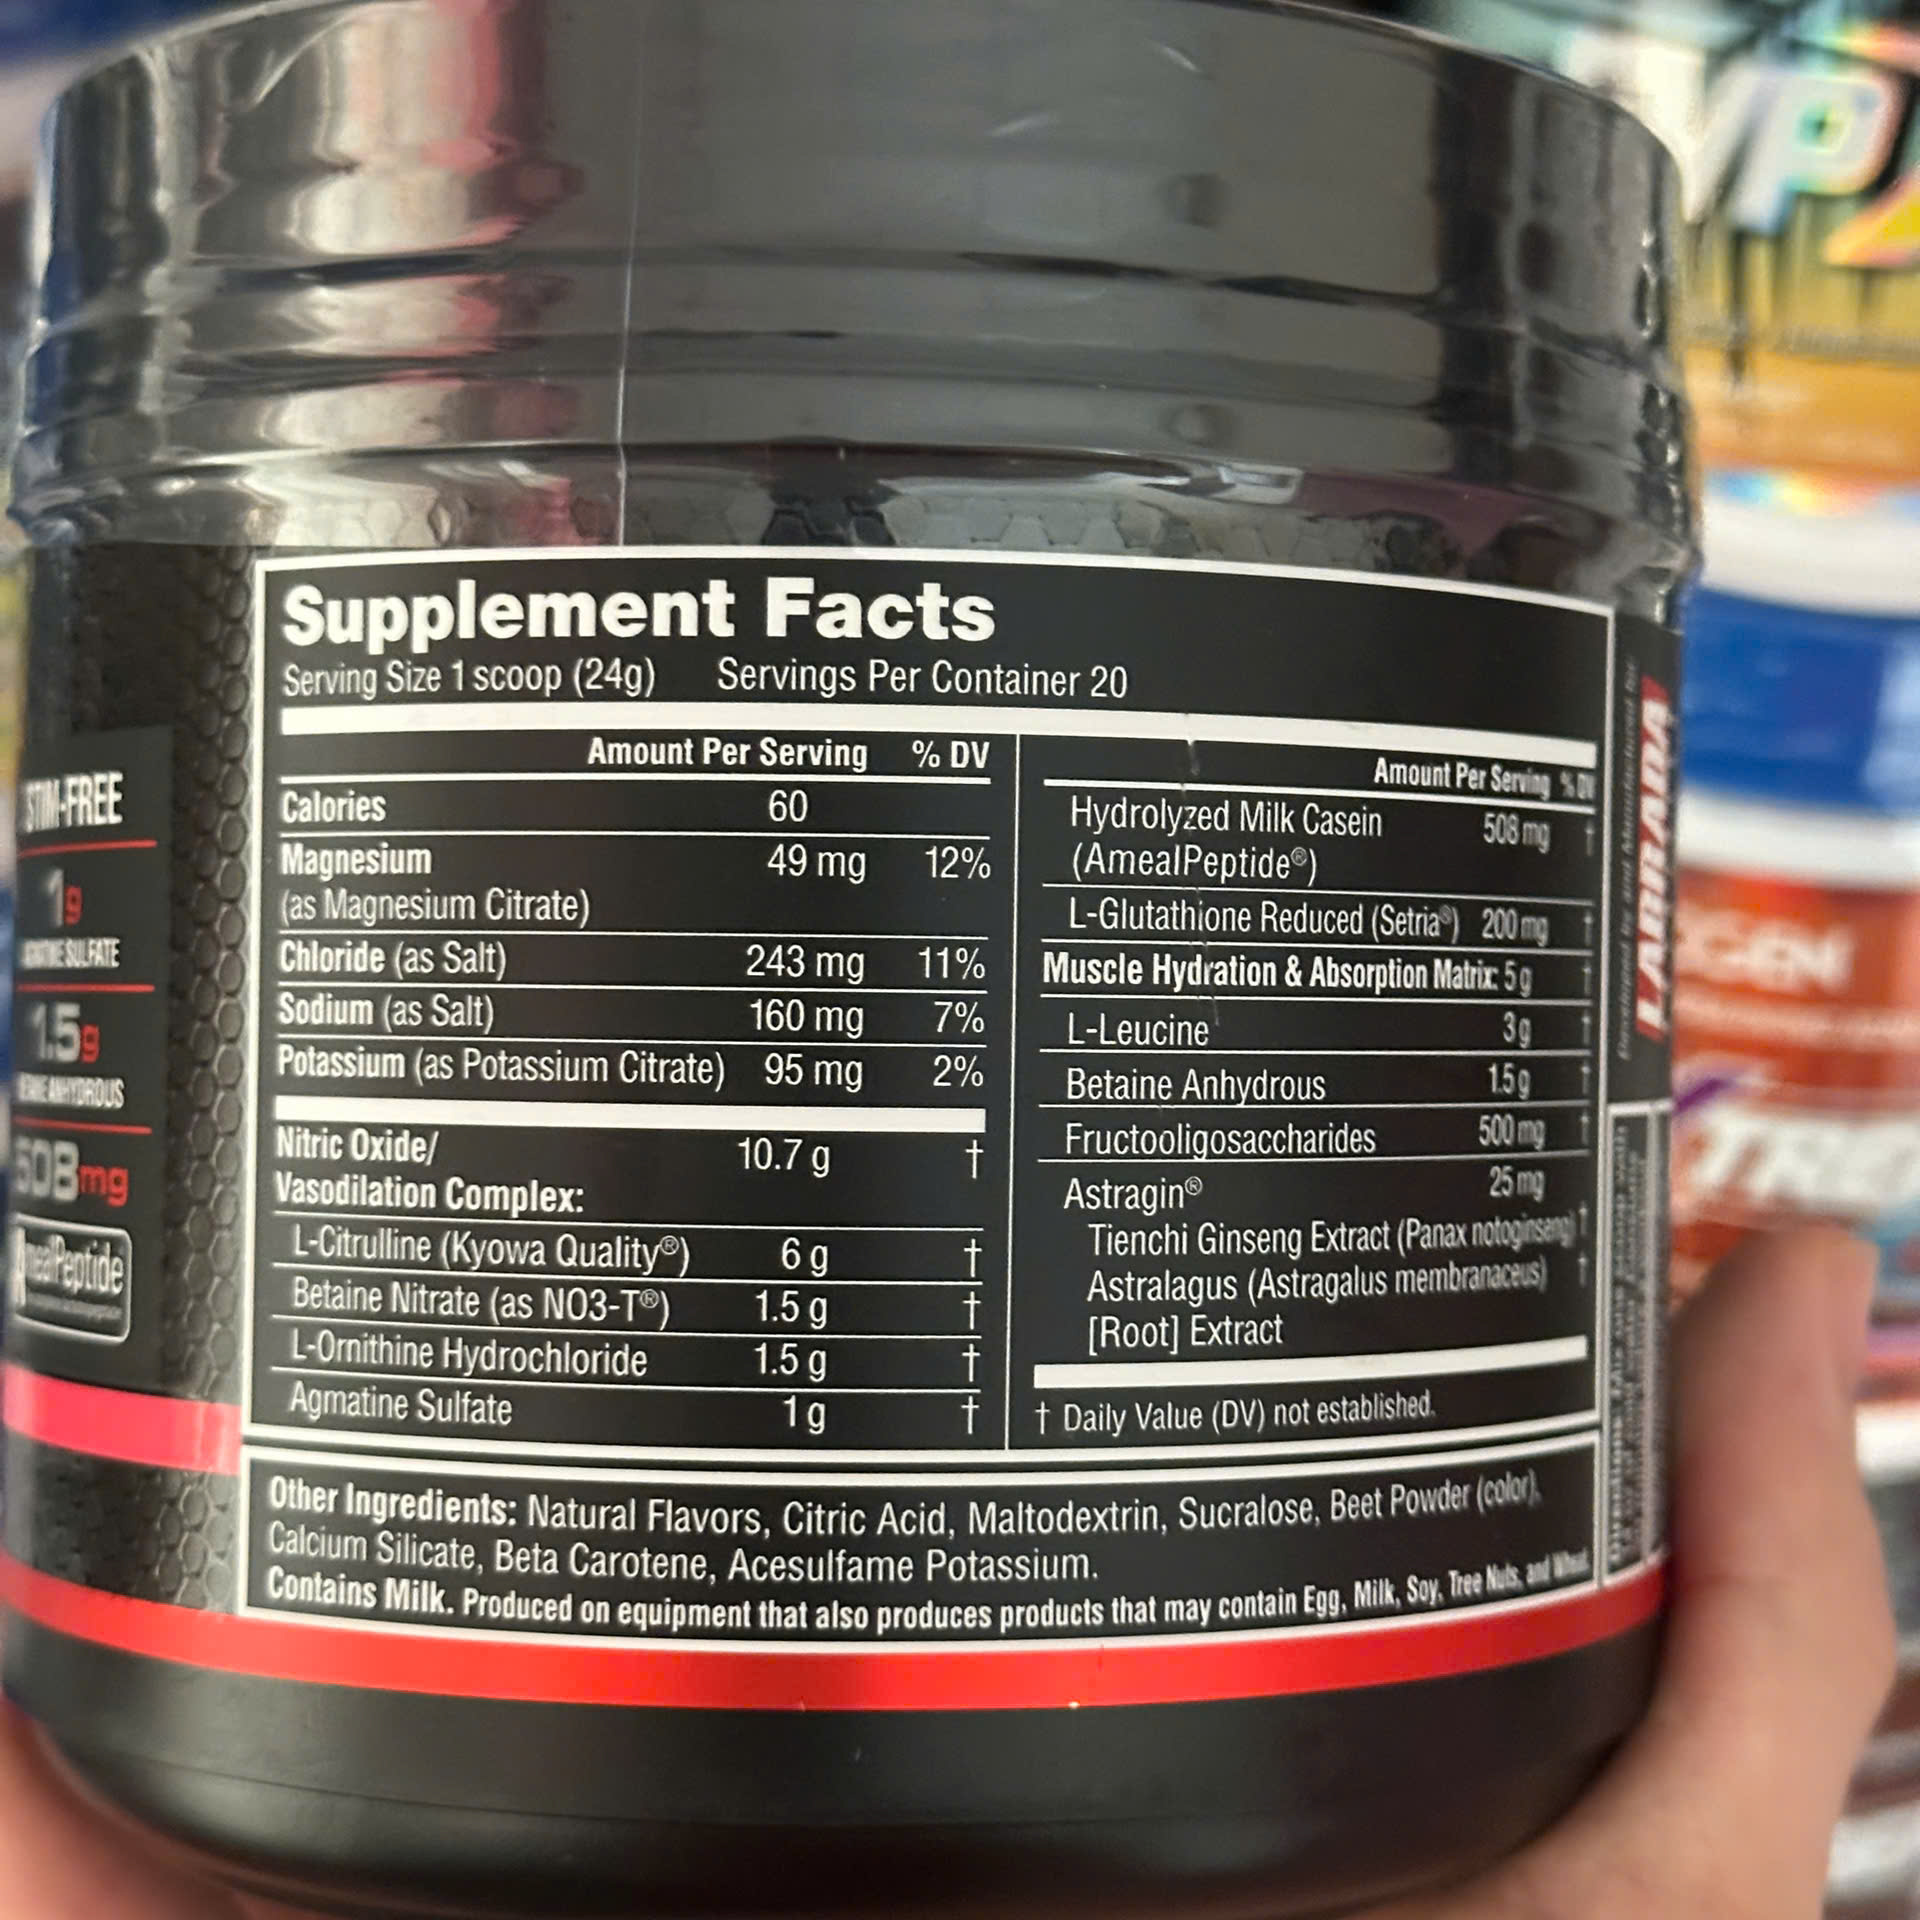 STIM-FREE
1g
AGMATINE SULFATE
1.5g
BETAINE ANHYDROUS
508mg
AmealPeptide
Supplement Facts
Serving Size 1 scoop (24g) Servings Per Container 20
Amount Per Serving % DV
Calories 60
Magnesium 49 mg 12%
(as Magnesium Citrate)
Chloride (as Salt) 243 mg 11%
Sodium (as Salt) 160 mg 7%
Potassium (as Potassium Citrate) 95 mg 2%
Nitric Oxide/ 10.7 g †
Vasodilation Complex:
L-Citrulline (Kyowa Quality®) 6 g †
Betaine Nitrate (as NO3-T®) 1.5 g †
L-Ornithine Hydrochloride 1.5 g †
Agmatine Sulfate 1 g †
Amount Per Serving % DV
Hydrolyzed Milk Casein 508 mg †
(AmealPeptide®)
L-Glutathione Reduced (Setria®) 200 mg †
Muscle Hydration & Absorption Matrix: 5 g †
L-Leucine 3 g †
Betaine Anhydrous 1.5 g †
Fructooligosaccharides 500 mg †
Astragin® 25 mg
Tienchi Ginseng Extract (Panax notoginseng) †
Astralagus (Astragalus membranaceus) †
[Root] Extract
† Daily Value (DV) not established.
Other Ingredients: Natural Flavors, Citric Acid, Maltodextrin, Sucralose, Beet Powder (color),
Calcium Silicate, Beta Carotene, Acesulfame Potassium.
Contains Milk. Produced on equipment that also produces products that may contain Egg, Milk, Soy, Tree Nuts, and Wheat.
LABRADA